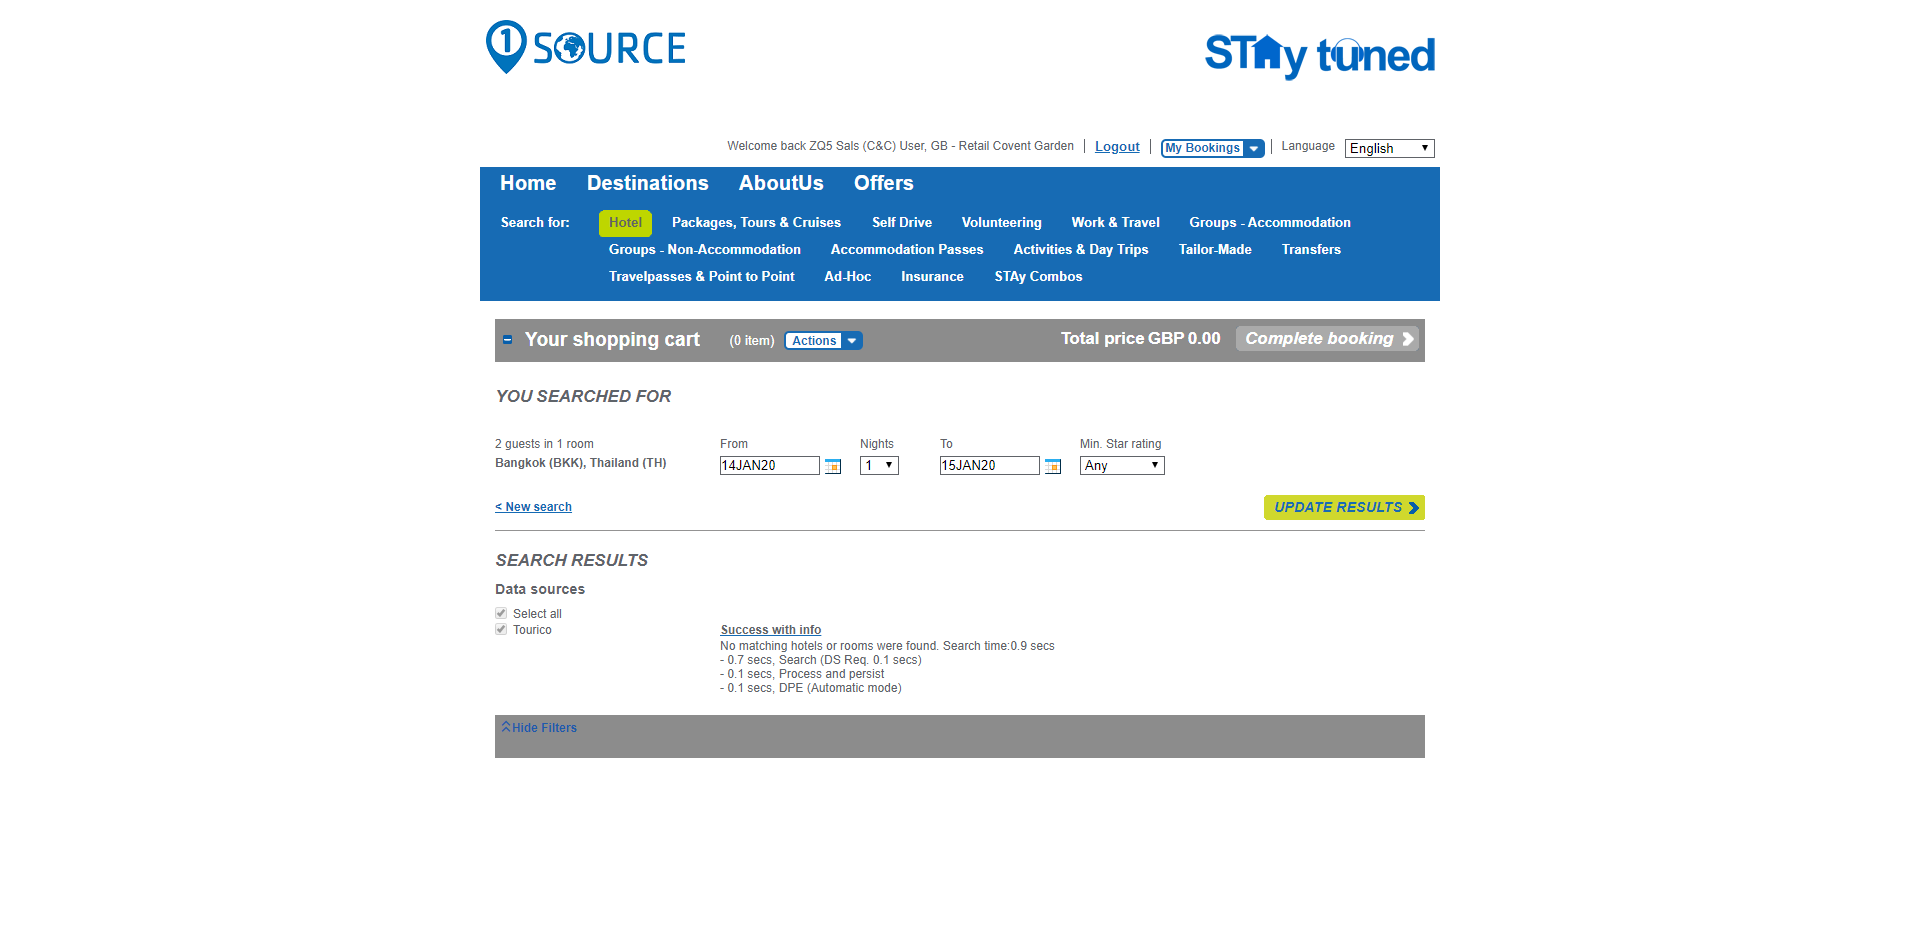 1 SOURCE
STAy tuned
Welcome back ZQ5 Sals (C&C) User, GB - Retail Covent Garden Logout My Bookings Language English
Home Destinations AboutUs Offers
Search for: Hotel Packages, Tours & Cruises Self Drive Volunteering Work & Travel Groups - Accommodation
Groups - Non-Accommodation Accommodation Passes Activities & Day Trips Tailor-Made Transfers
Travelpasses & Point to Point Ad-Hoc Insurance STAy Combos
Your shopping cart (0 item) Actions Total price GBP 0.00 Complete booking
YOU SEARCHED FOR
2 guests in 1 room From Nights To Min. Star rating
Bangkok (BKK), Thailand (TH) 14JAN20 1 15JAN20 Any
< New search UPDATE RESULTS
SEARCH RESULTS
Data sources
Select all
Tourico Success with info
No matching hotels or rooms were found. Search time:0.9 secs
- 0.7 secs, Search (DS Req. 0.1 secs)
- 0.1 secs, Process and persist
- 0.1 secs, DPE (Automatic mode)
Hide Filters